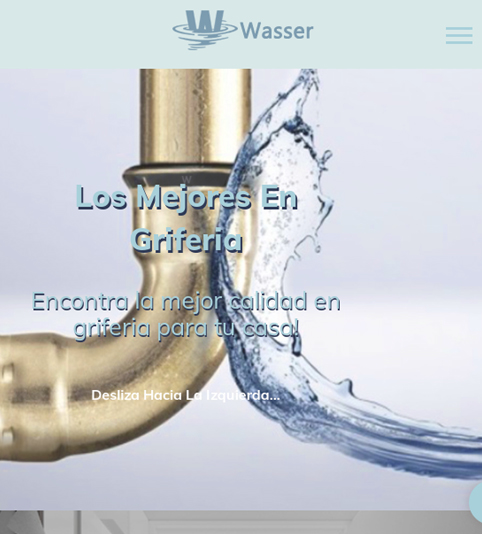 Wasser
Los Mejores En
Griferia
Encontra la mejor calidad en
griferia para tu casa!
Desliza Hacia La Izquierda...